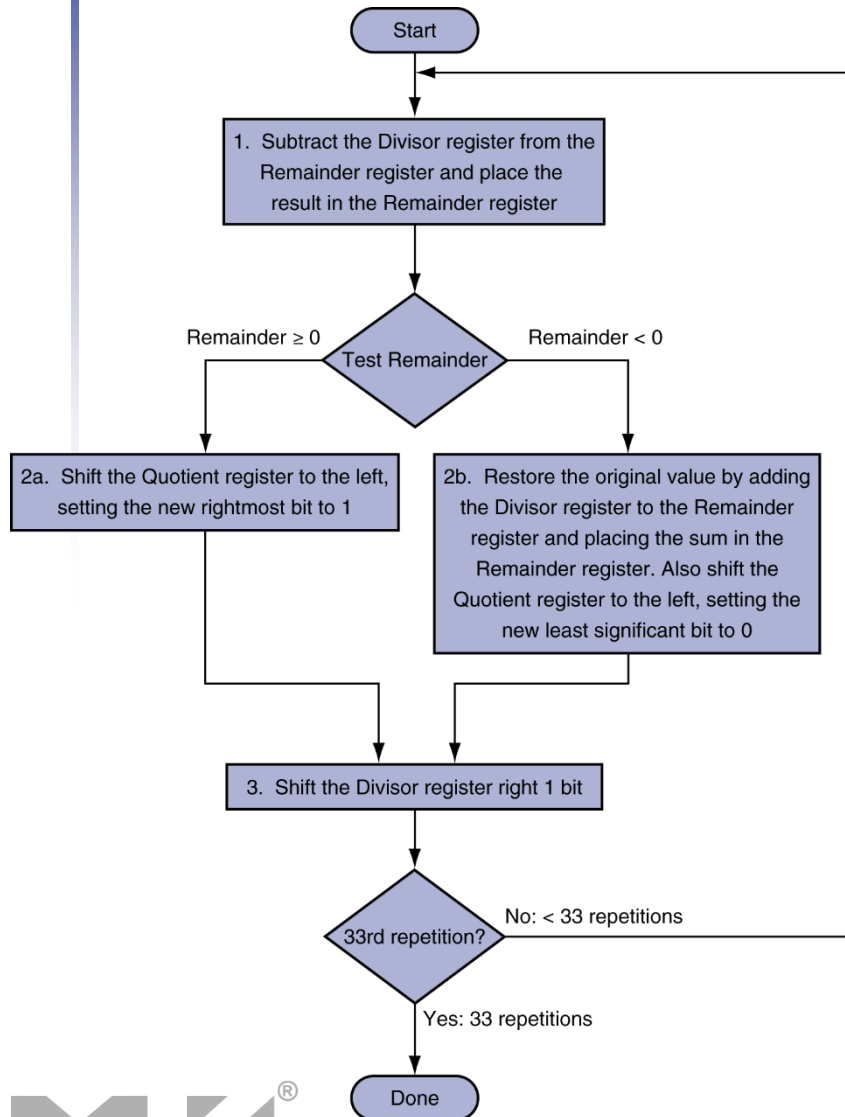 Start
1. Subtract the Divisor register from the
Remainder register and place the
result in the Remainder register
Remainder ≥ 0
Remainder < 0
Test Remainder
2a. Shift the Quotient register to the left,
setting the new rightmost bit to 1
2b. Restore the original value by adding
the Divisor register to the Remainder
register and placing the sum in the
Remainder register. Also shift the
Quotient register to the left, setting the
new least significant bit to 0
3. Shift the Divisor register right 1 bit
No: < 33 repetitions
33rd repetition?
Yes: 33 repetitions
®
Done